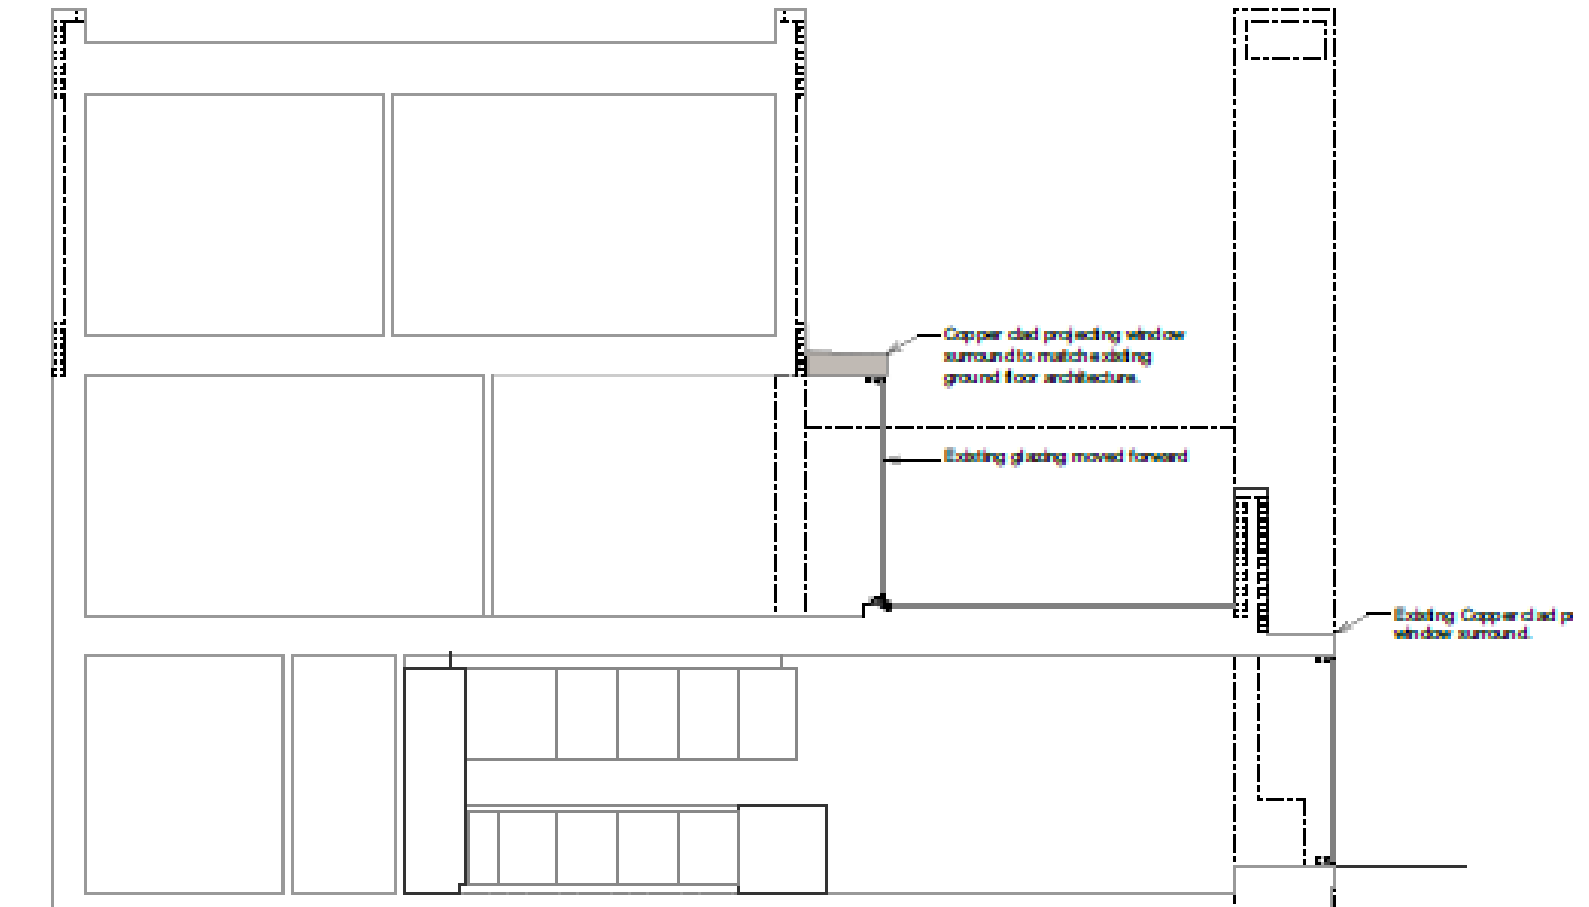 Copper clad projecting window
surround to match existing
ground floor architecture.
Existing glazing moved forward
Existing Copper clad p
window surround.